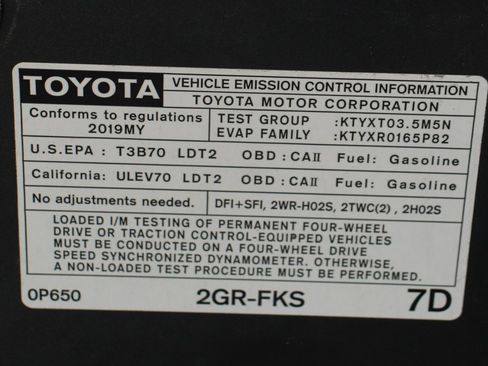 TOYOTA
VEHICLE EMISSION CONTROL INFORMATION
TOYOTA MOTOR CORPORATION
Conforms to regulations
2019MY
TEST GROUP :KTYXT03.5M5N
EVAP FAMILY :KTYXR0165P82
U.S.EPA : T3B70 LDT2 OBD : CAII Fuel: Gasoline
California: ULEV70 LDT2 OBD : CAII Fuel: Gasoline
No adjustments needed. DFI+SFI, 2WR-HO2S, 2TWC(2) , 2HO2S
LOADED I/M TESTING OF PERMANENT FOUR-WHEEL
DRIVE OR TRACTION CONTROL-EQUIPPED VEHICLES
MUST BE CONDUCTED ON A FOUR-WHEEL DRIVE
SPEED SYNCHRONIZED DYNAMOMETER. OTHERWISE,
A NON-LOADED TEST PROCEDURE MUST BE PERFORMED.
0P650 2GR-FKS 7D